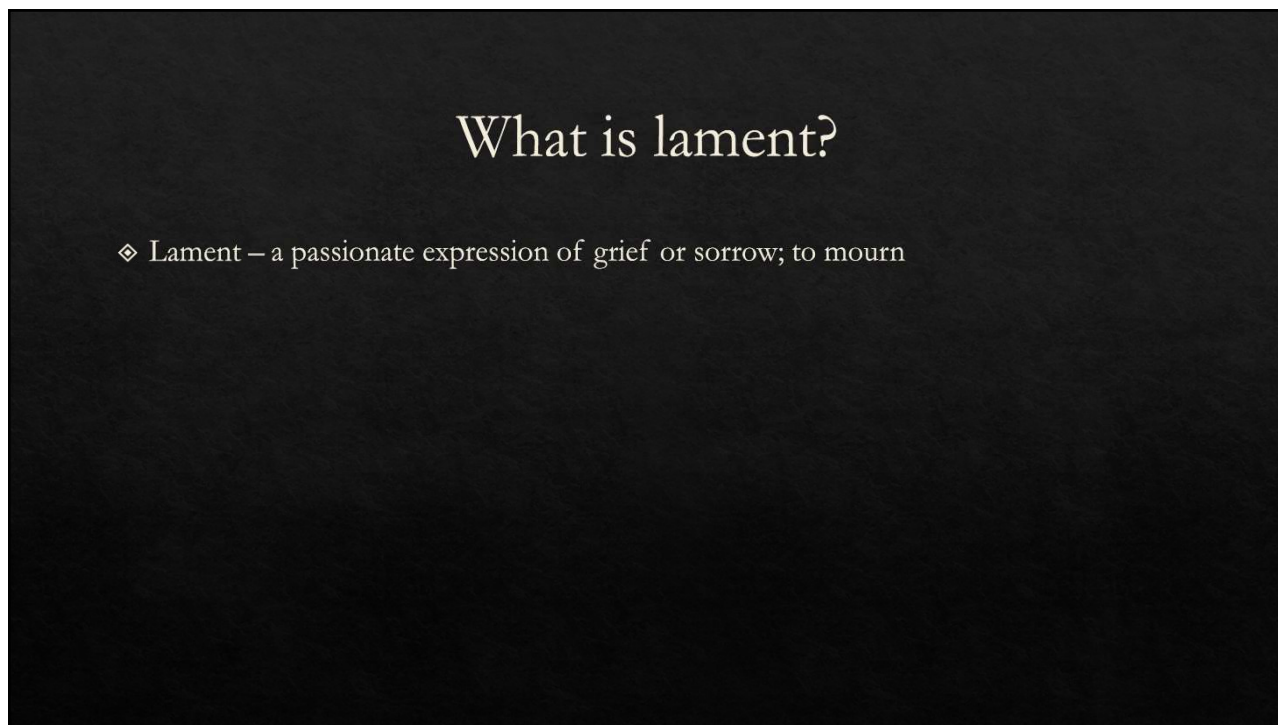 What is lament?
Lament – a passionate expression of grief or sorrow; to mourn